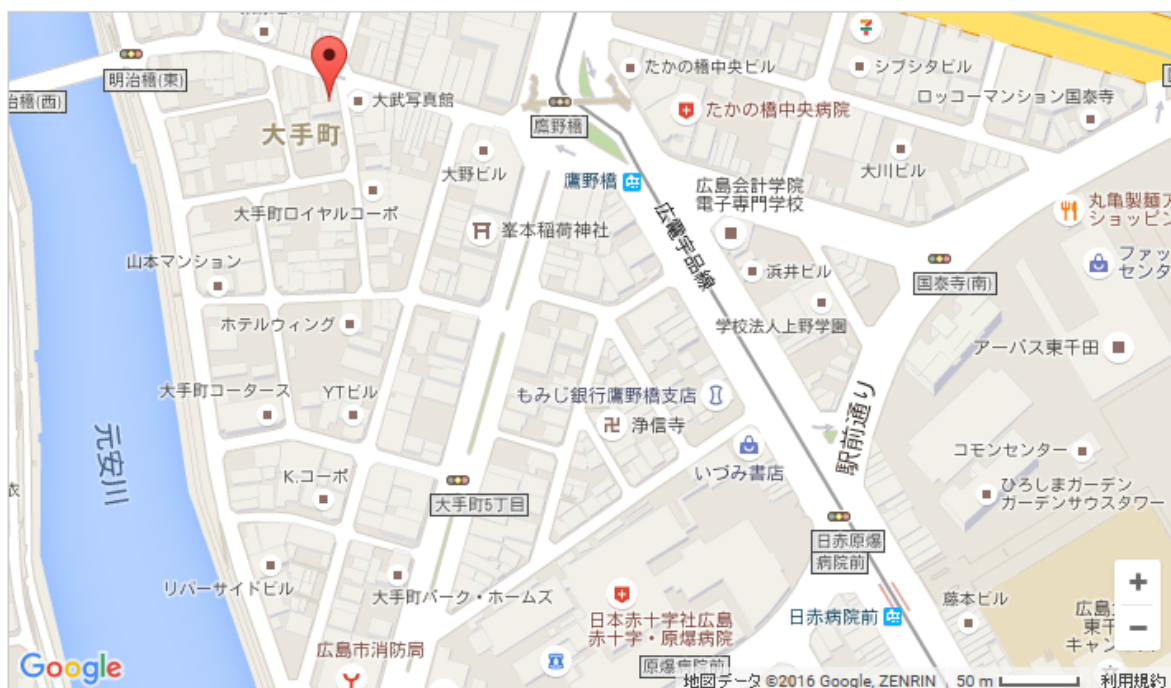 明治橋(東)
治橋(西)
大武写真館
大手町
鷹野橋
たかの橋中央ビル
シブシタビル
ロッコーマンション国泰寺
たかの橋中央病院
大野ビル
鷹野橋
大川ビル
広島会計学院
電子専門学校
大手町ロイヤルコーポ
峯本稲荷神社
広電宇品線
丸亀製麺
ショッピン
山本マンション
浜井ビル
国泰寺(南)
ファッ
センタ
ホテルウィング
学校法人上野学園
アーバス東千田
大手町コータース
YTビル
もみじ銀行鷹野橋支店
浄信寺
駅前通り
元安川
いづみ書店
コモンセンター
K.コーポ
大手町5丁目
ひろしまガーデン
ガーデンサウスタワー
日赤原爆
病院前
リバーサイドビル
大手町パーク・ホームズ
日本赤十字社広島
赤十字・原爆病院
日赤病院前
藤本ビル
広島
東千
キャン
広島市消防局
原爆病院前
Google
地図データ ©2016 Google, ZENRIN
50 m
利用規約